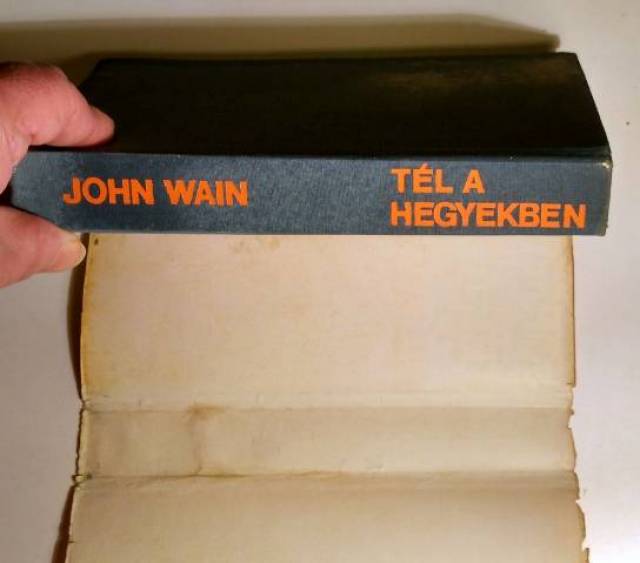 JOHN WAIN
TÉL A
HEGYEKBEN